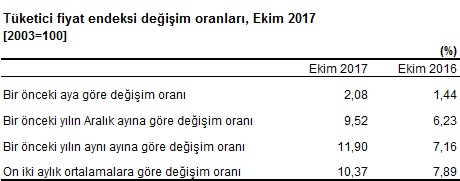 Tüketici fiyat endeksi değişim oranları, Ekim 2017
[2003=100]
(%)
Ekim 2017 Ekim 2016
Bir önceki aya göre değişim oranı 2,08 1,44
Bir önceki yılın Aralık ayına göre değişim oranı 9,52 6,23
Bir önceki yılın aynı ayına göre değişim oranı 11,90 7,16
On iki aylık ortalamalara göre değişim oranı 10,37 7,89